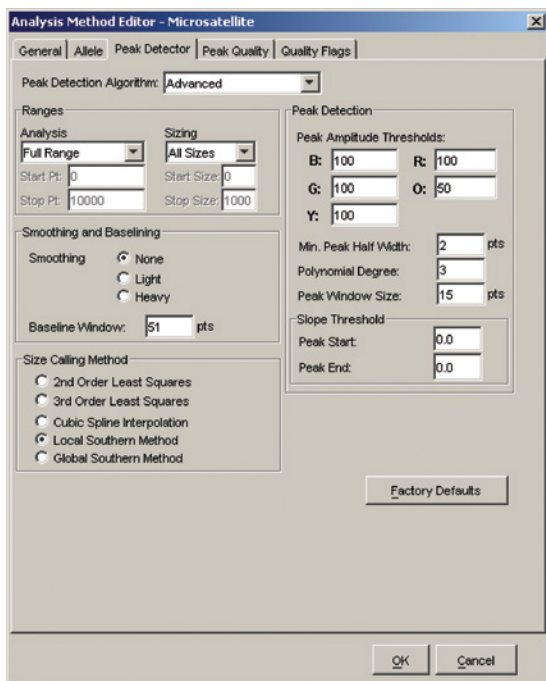 Analysis Method Editor - Microsatellite
General Allele Peak Detector Peak Quality Quality Flags
Peak Detection Algorithm: Advanced
Ranges
Analysis Sizing
Full Range All Sizes
Start Pt: 0 Start Size: 0
Stop Pt: 10000 Stop Size: 1000
Smoothing and Baselining
Smoothing None
Light
Heavy
Baseline Window: 51 pts
Size Calling Method
2nd Order Least Squares
3rd Order Least Squares
Cubic Spline Interpolation
Local Southern Method
Global Southern Method
Peak Detection
Peak Amplitude Thresholds:
B: 100 R: 100
G: 100 O: 50
Y: 100
Min. Peak Half Width: 2 pts
Polynomial Degree: 3
Peak Window Size: 15 pts
Slope Threshold
Peak Start: 0.0
Peak End: 0.0
Factory Defaults
OK Cancel